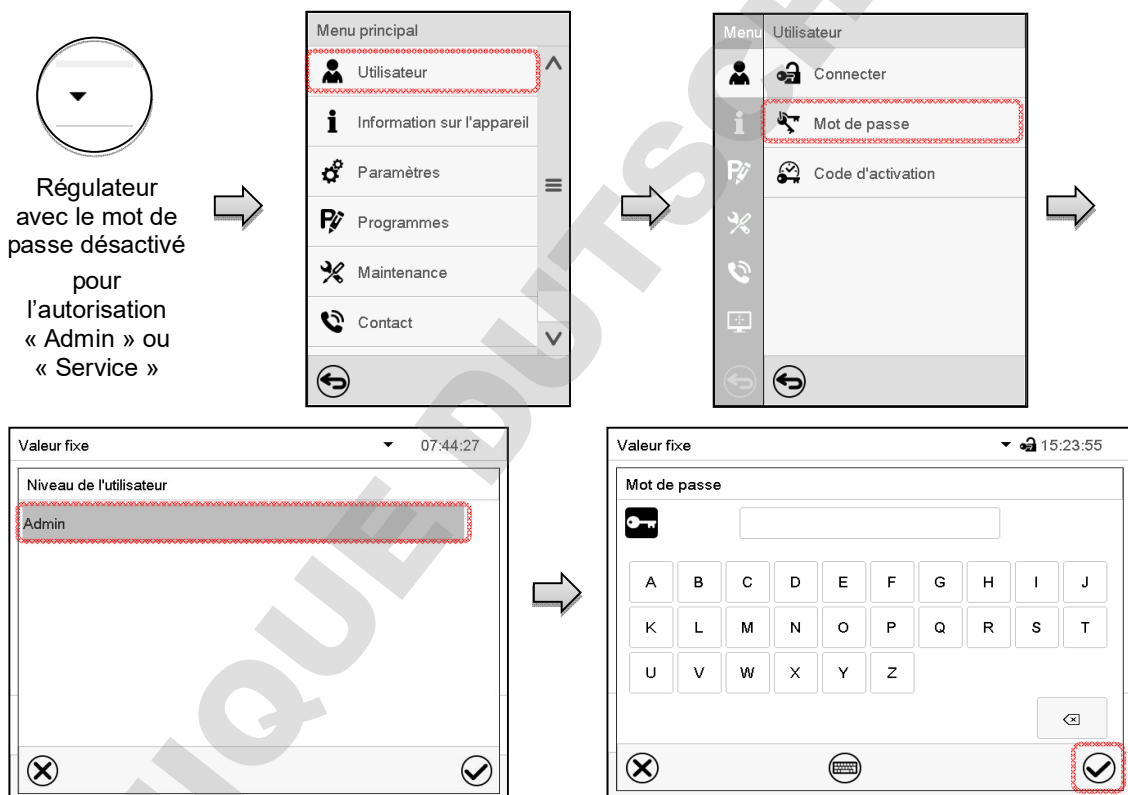 Régulateur
avec le mot de
passe désactivé
pour
l'autorisation
« Admin » ou
« Service »
Menu principal
Utilisateur
Information sur l'appareil
Paramètres
Programmes
Maintenance
Contact
Menu
Utilisateur
Connecter
Mot de passe
Code d'activation
Valeur fixe
07:44:27
Niveau de l'utilisateur
Admin
Valeur fixe
15:23:55
Mot de passe
A B C D E F G H I J
K L M N O P Q R S T
U V W X Y Z
IQUE DUTSCH